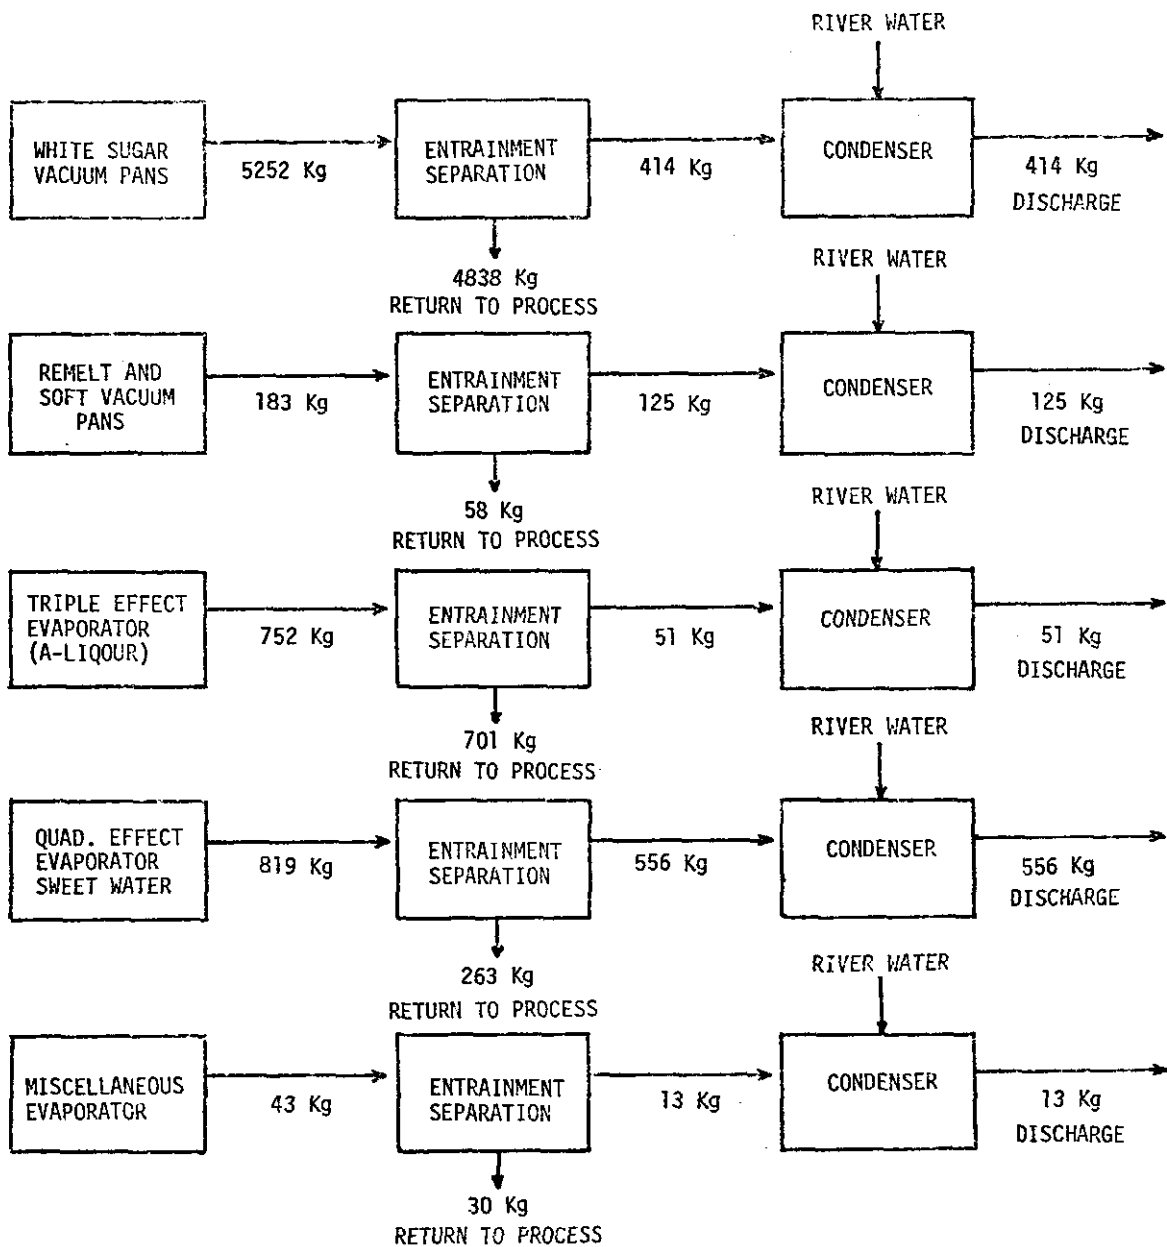 RIVER WATER
WHITE SUGAR
VACUUM PANS
5252 Kg
ENTRAINMENT
SEPARATION
414 Kg
CONDENSER
414 Kg
DISCHARGE
4838 Kg
RETURN TO PROCESS
RIVER WATER
REMELT AND
SOFT VACUUM
PANS
183 Kg
ENTRAINMENT
SEPARATION
125 Kg
CONDENSER
125 Kg
DISCHARGE
58 Kg
RETURN TO PROCESS
RIVER WATER
TRIPLE EFFECT
EVAPORATOR
(A-LIQOUR)
752 Kg
ENTRAINMENT
SEPARATION
51 Kg
CONDENSER
51 Kg
DISCHARGE
701 Kg
RETURN TO PROCESS
RIVER WATER
QUAD. EFFECT
EVAPORATOR
SWEET WATER
819 Kg
ENTRAINMENT
SEPARATION
556 Kg
CONDENSER
556 Kg
DISCHARGE
263 Kg
RETURN TO PROCESS
RIVER WATER
MISCELLANEOUS
EVAPORATOR
43 Kg
ENTRAINMENT
SEPARATION
13 Kg
CONDENSER
13 Kg
DISCHARGE
30 Kg
RETURN TO PROCESS